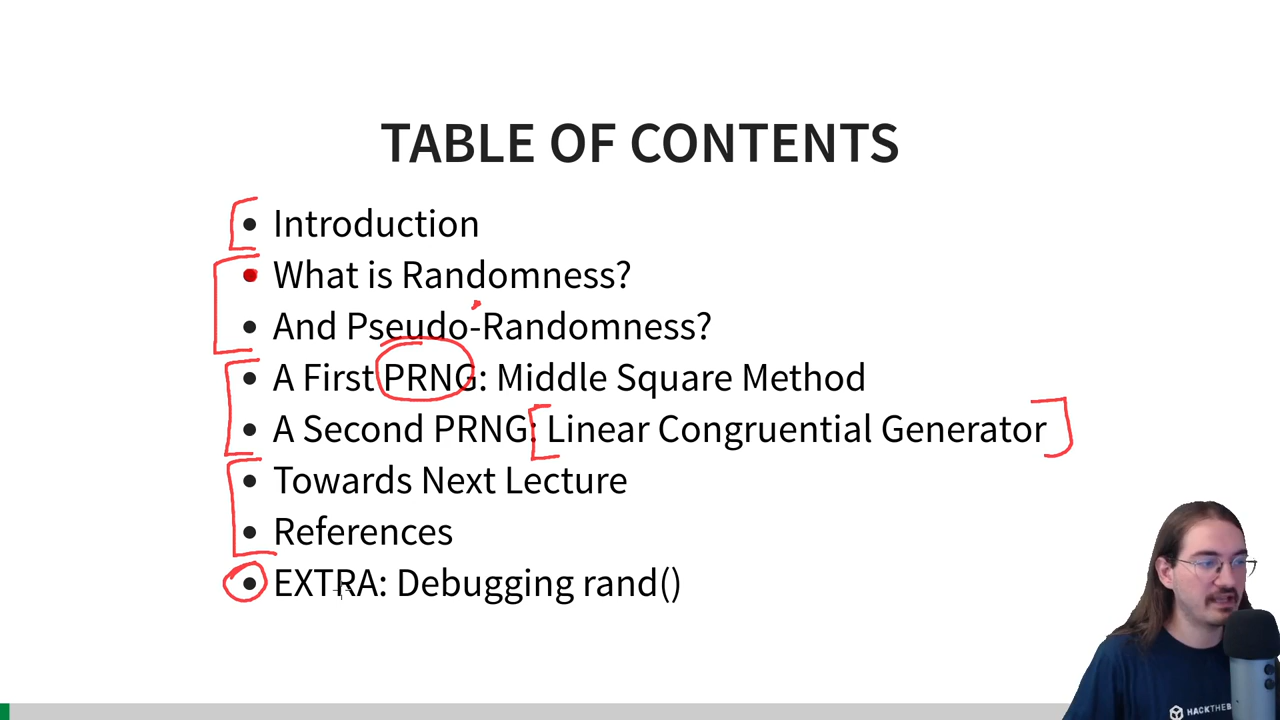 TABLE OF CONTENTS
Introduction
What is Randomness?
And Pseudo-Randomness?
A First PRNG: Middle Square Method
A Second PRNG: Linear Congruential Generator
Towards Next Lecture
References
EXTRA: Debugging rand()
HACKTHEB